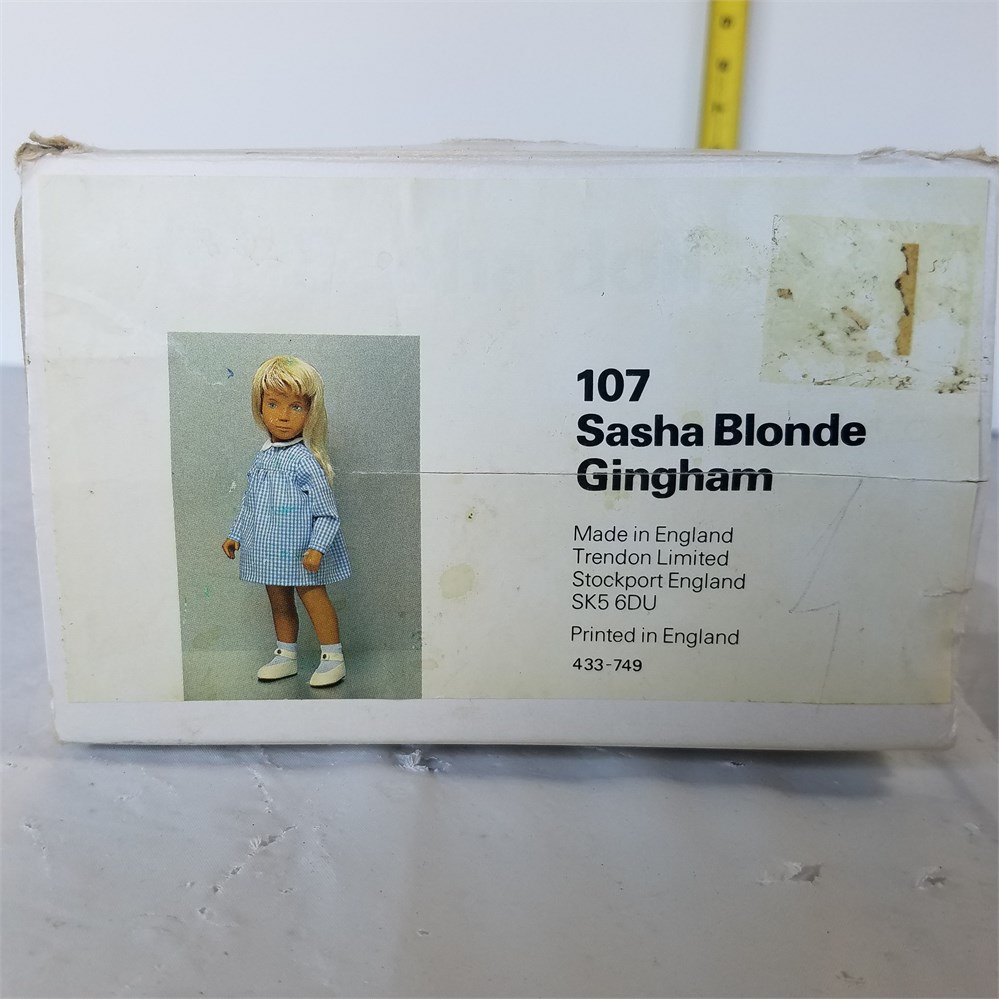 107
Sasha Blonde
Gingham
Made in England
Trendon Limited
Stockport England
SK5 6DU
Printed in England
433-749